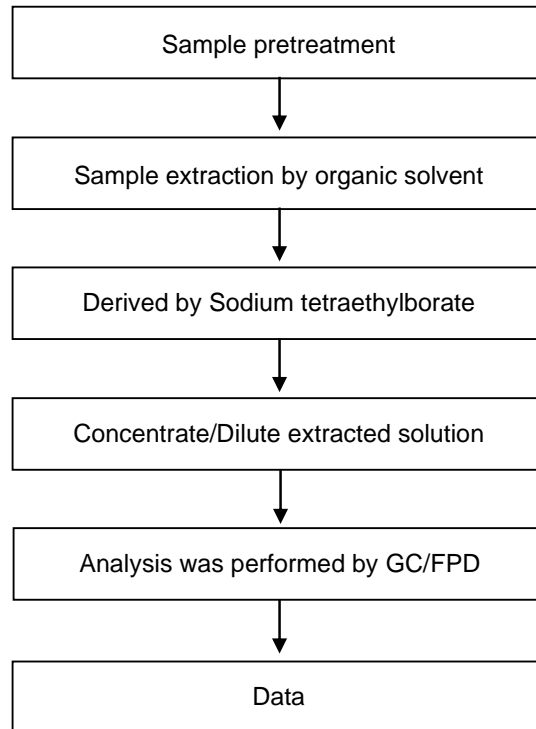 Sample pretreatment
Sample extraction by organic solvent
Derived by Sodium tetraethylborate
Concentrate/Dilute extracted solution
Analysis was performed by GC/FPD
Data